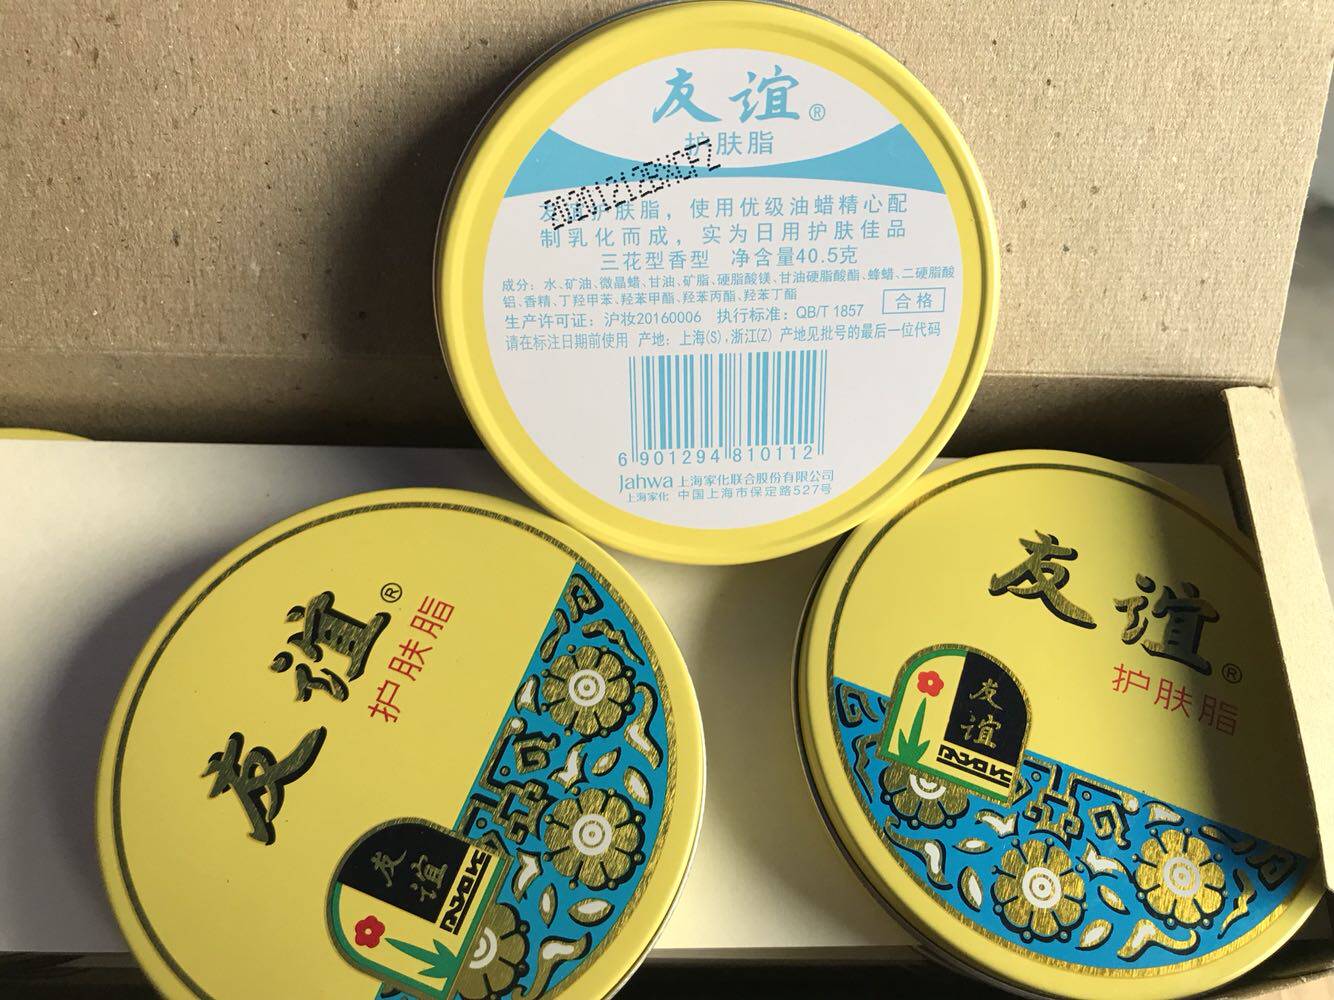 友谊®
护肤脂
20201212BXCFZ
友谊护肤脂，使用优级油蜡精心配
制乳化而成，实为日用护肤佳品
三花型香型 净含量40.5克
成分：水、矿油、微晶蜡、甘油、矿脂、硬脂酸镁、甘油硬脂酸酯、蜂蜡、二硬脂酸
铝、香精、丁羟甲苯、羟苯甲酯、羟苯丙酯、羟苯丁酯
合格
生产许可证：沪妆20160006 执行标准：QB/T 1857
请在标注日期前使用 产地：上海(S)，浙江(Z) 产地见批号的最后一位代码
6 901294 810112
Jahwa 上海家化联合股份有限公司
上海家化 中国上海市保定路527号
友谊®
护肤脂
友谊
友谊®
护肤脂
友谊